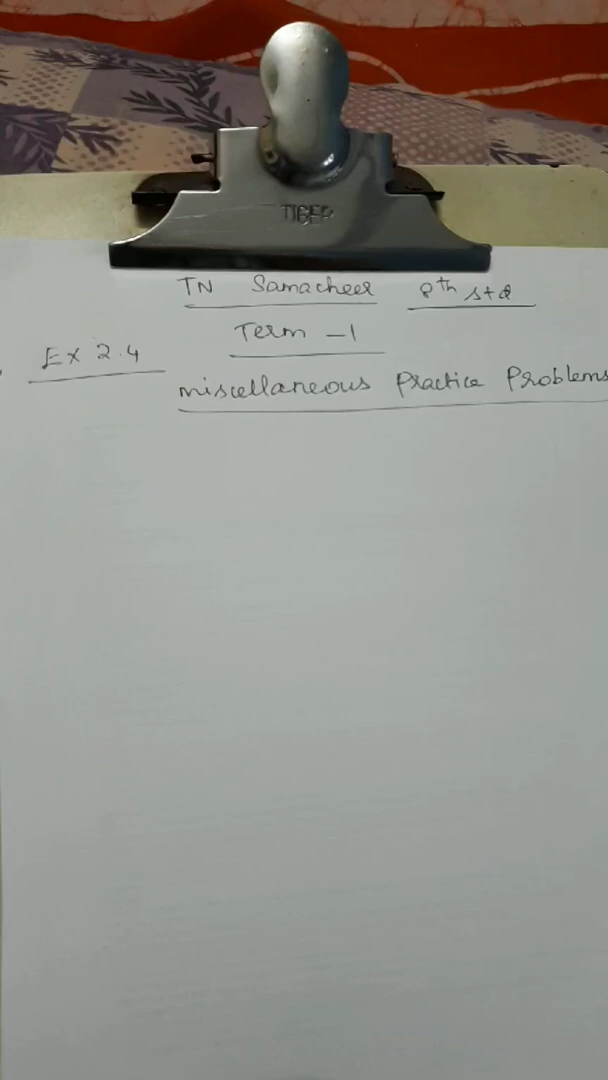 TIGER
TN Samacheer 8th std
Term - 1
Ex 2.4
miscellaneous Practice Problems